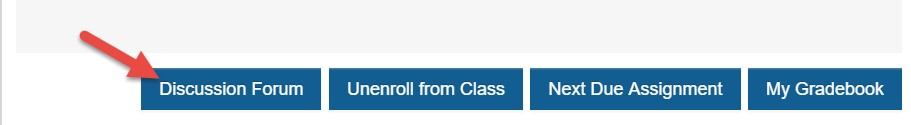 Discussion Forum
Unenroll from Class
Next Due Assignment
My Gradebook